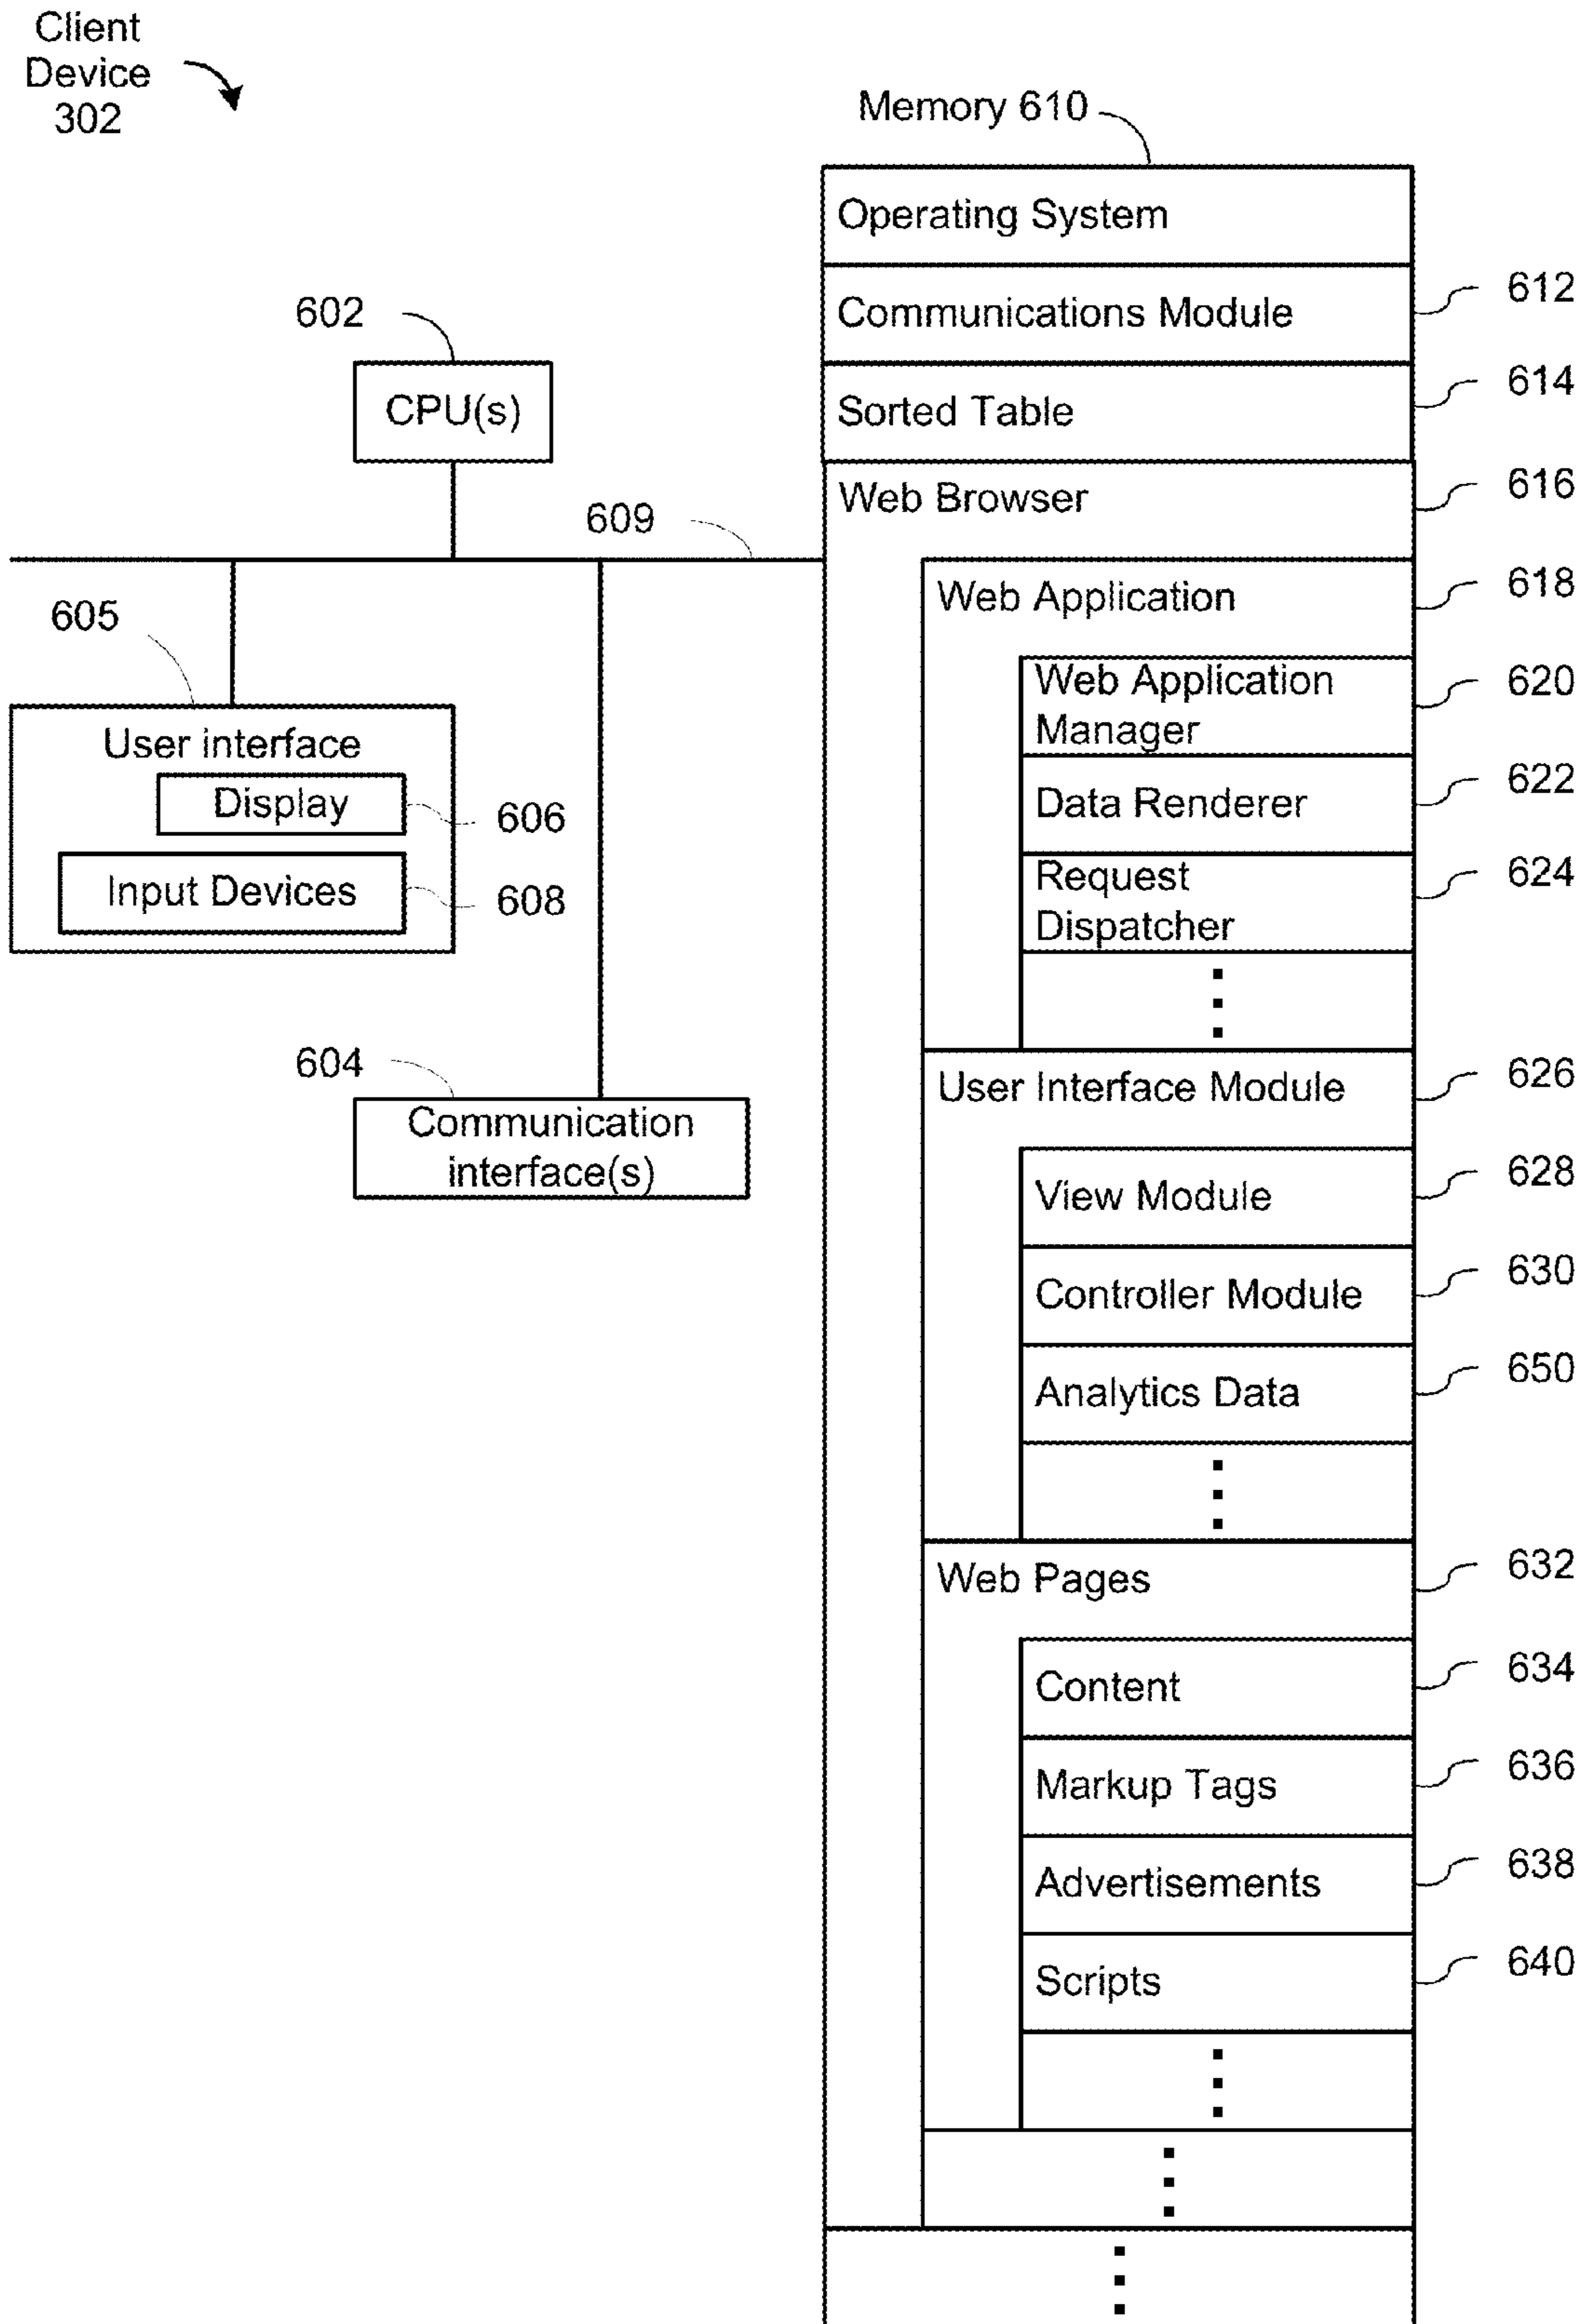 Client
Device
302
Memory 610
Operating System
Communications Module
612
Sorted Table
614
Web Browser
616
Web Application
618
Web Application
Manager
620
Data Renderer
622
Request
Dispatcher
624
User Interface Module
626
View Module
628
Controller Module
630
Analytics Data
650
Web Pages
632
Content
634
Markup Tags
636
Advertisements
638
Scripts
640
602
CPU(s)
609
605
User interface
Display
606
Input Devices
608
604
Communication
interface(s)